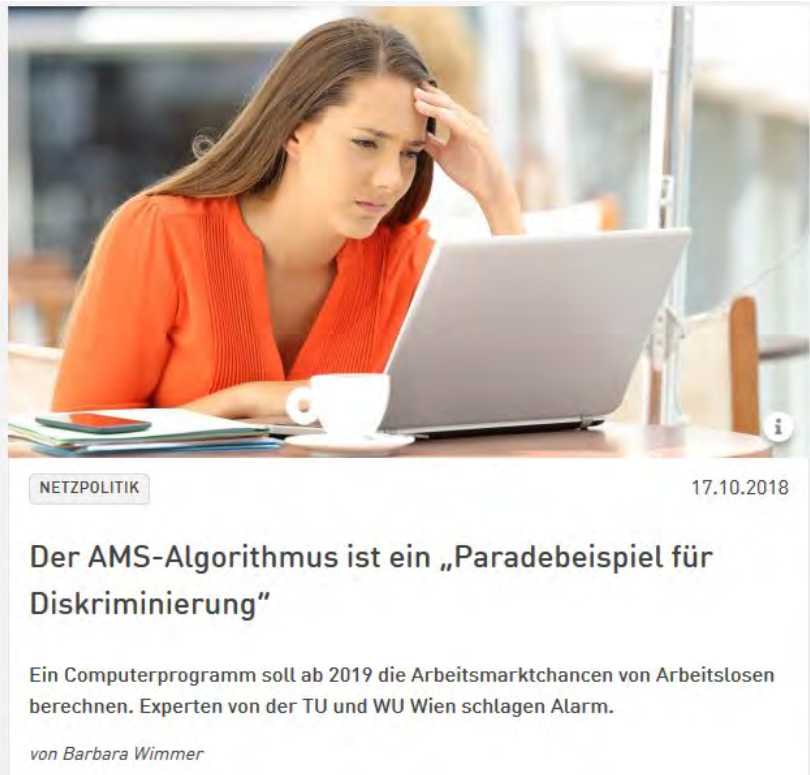 NETZPOLITIK
17.10.2018
Der AMS-Algorithmus ist ein „Paradebeispiel für
Diskriminierung“
Ein Computerprogramm soll ab 2019 die Arbeitsmarktchancen von Arbeitslosen
berechnen. Experten von der TU und WU Wien schlagen Alarm.
von Barbara Wimmer